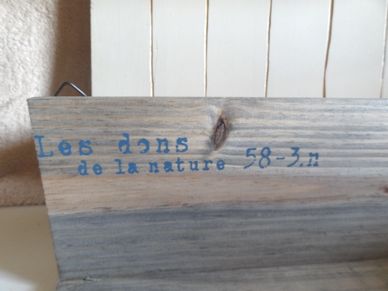 Les dons
de la nature 58-3.n